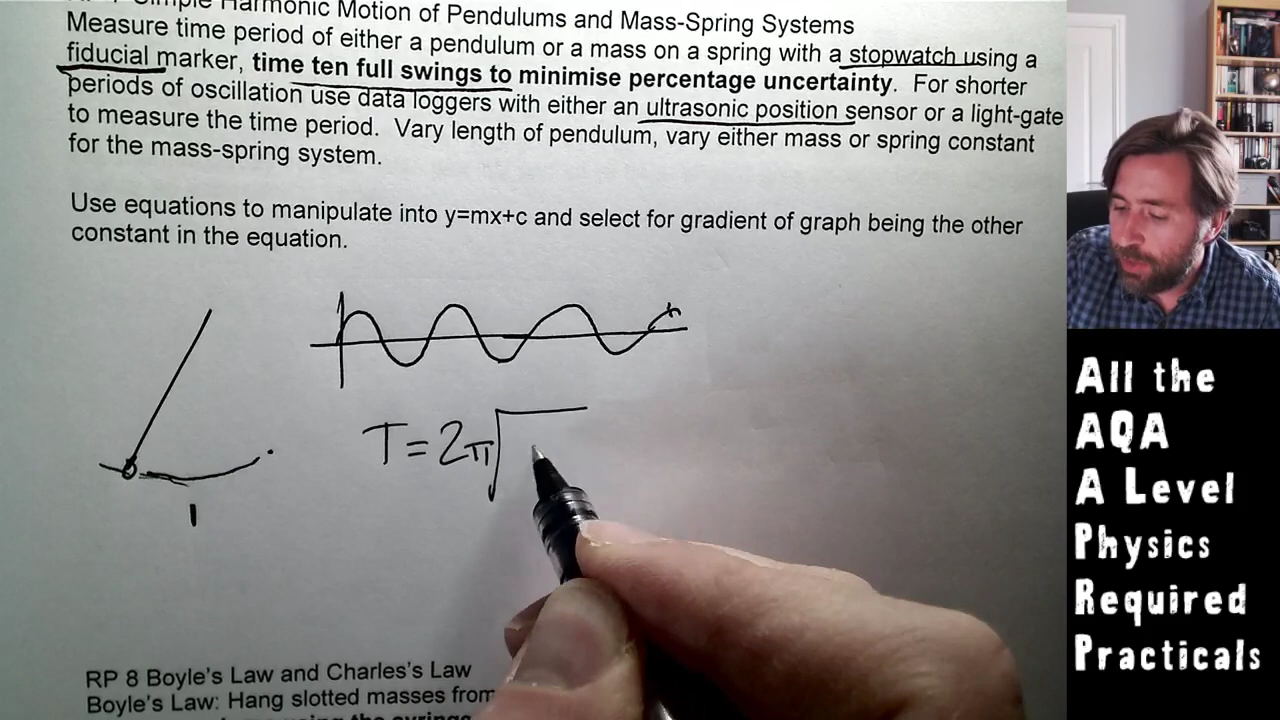 Simple Harmonic Motion of Pendulums and Mass-Spring Systems
Measure time period of either a pendulum or a mass on a spring with a stopwatch using a
fiducial marker, time ten full swings to minimise percentage uncertainty. For shorter
periods of oscillation use data loggers with either an ultrasonic position sensor or a light-gate
to measure the time period. Vary length of pendulum, vary either mass or spring constant
for the mass-spring system.
Use equations to manipulate into y=mx+c and select for gradient of graph being the other
constant in the equation.
T=2π√
RP 8 Boyle's Law and Charles's Law
Boyle's Law: Hang slotted masses from
using the syringe
All the
AQA
A Level
Physics
Required
Practicals